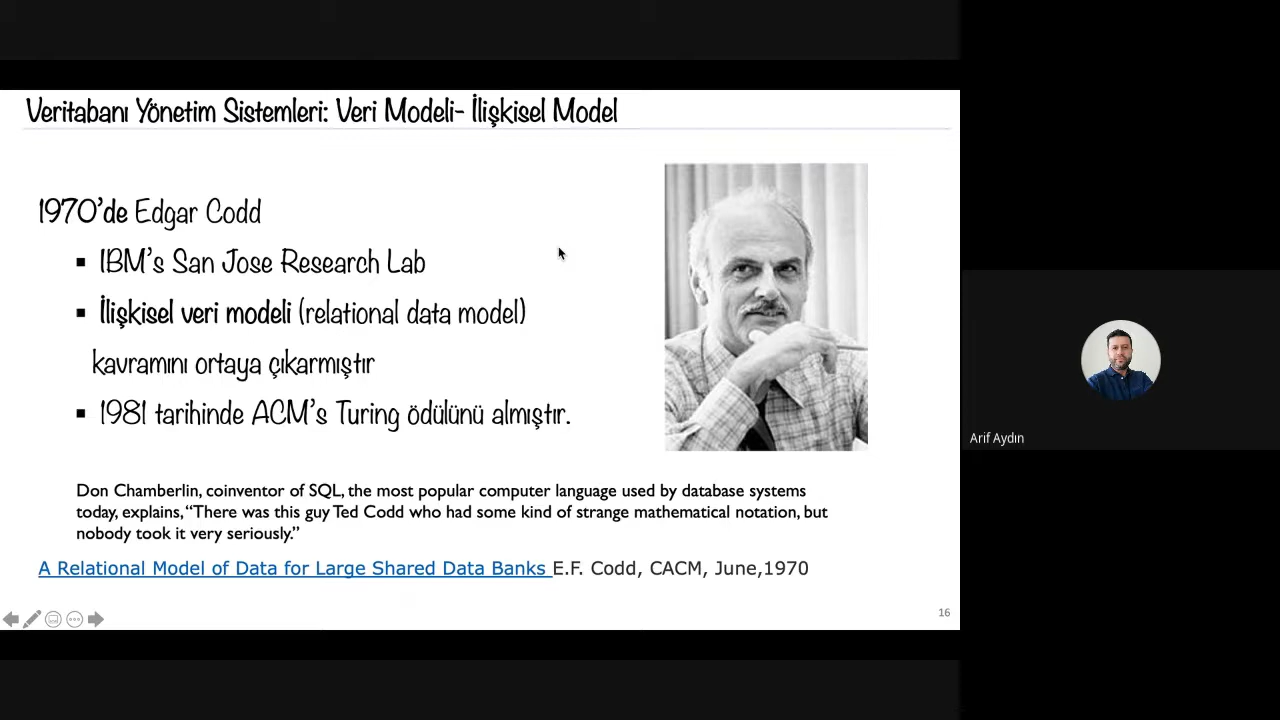 Veritabanı Yönetim Sistemleri: Veri Modeli- İlişkisel Model
1970'de Edgar Codd
▪ IBM's San Jose Research Lab
▪ İlişkisel veri modeli (relational data model)
kavramını ortaya çıkarmıştır
▪ 1981 tarihinde ACM's Turing ödülünü almıştır.
Don Chamberlin, coinventor of SQL, the most popular computer language used by database systems
today, explains, “There was this guy Ted Codd who had some kind of strange mathematical notation, but
nobody took it very seriously.”
A Relational Model of Data for Large Shared Data Banks E.F. Codd, CACM, June,1970
16
Arif Aydın